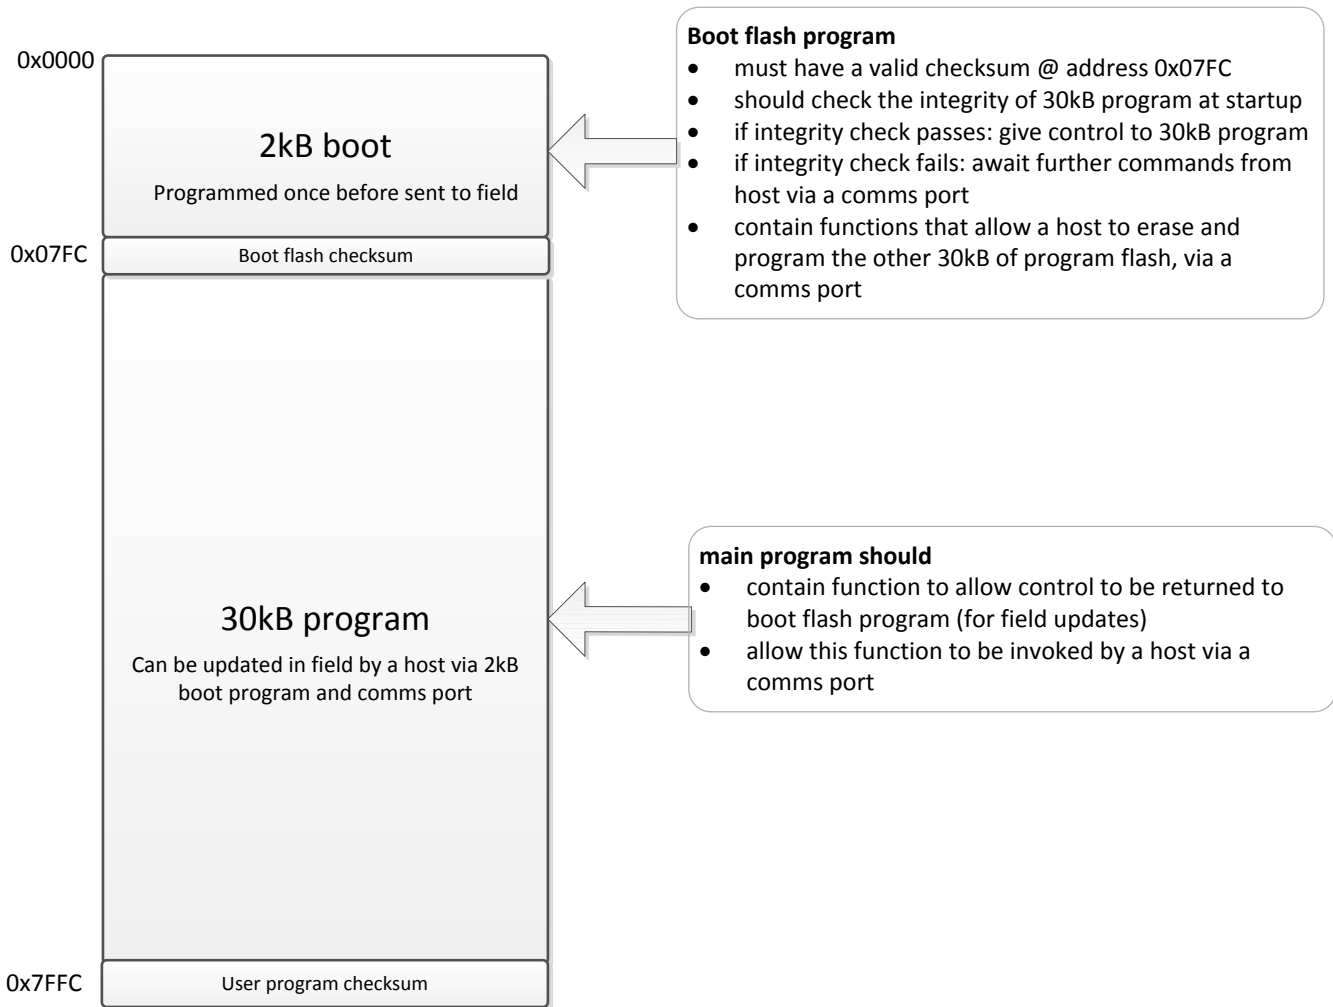 0x0000
2kB boot
Programmed once before sent to field
0x07FC
Boot flash checksum
Boot flash program
• must have a valid checksum @ address 0x07FC
• should check the integrity of 30kB program at startup
• if integrity check passes: give control to 30kB program
• if integrity check fails: await further commands from
host via a comms port
• contain functions that allow a host to erase and
program the other 30kB of program flash, via a
comms port
30kB program
Can be updated in field by a host via 2kB
boot program and comms port
main program should
• contain function to allow control to be returned to
boot flash program (for field updates)
• allow this function to be invoked by a host via a
comms port
0x7FFC
User program checksum